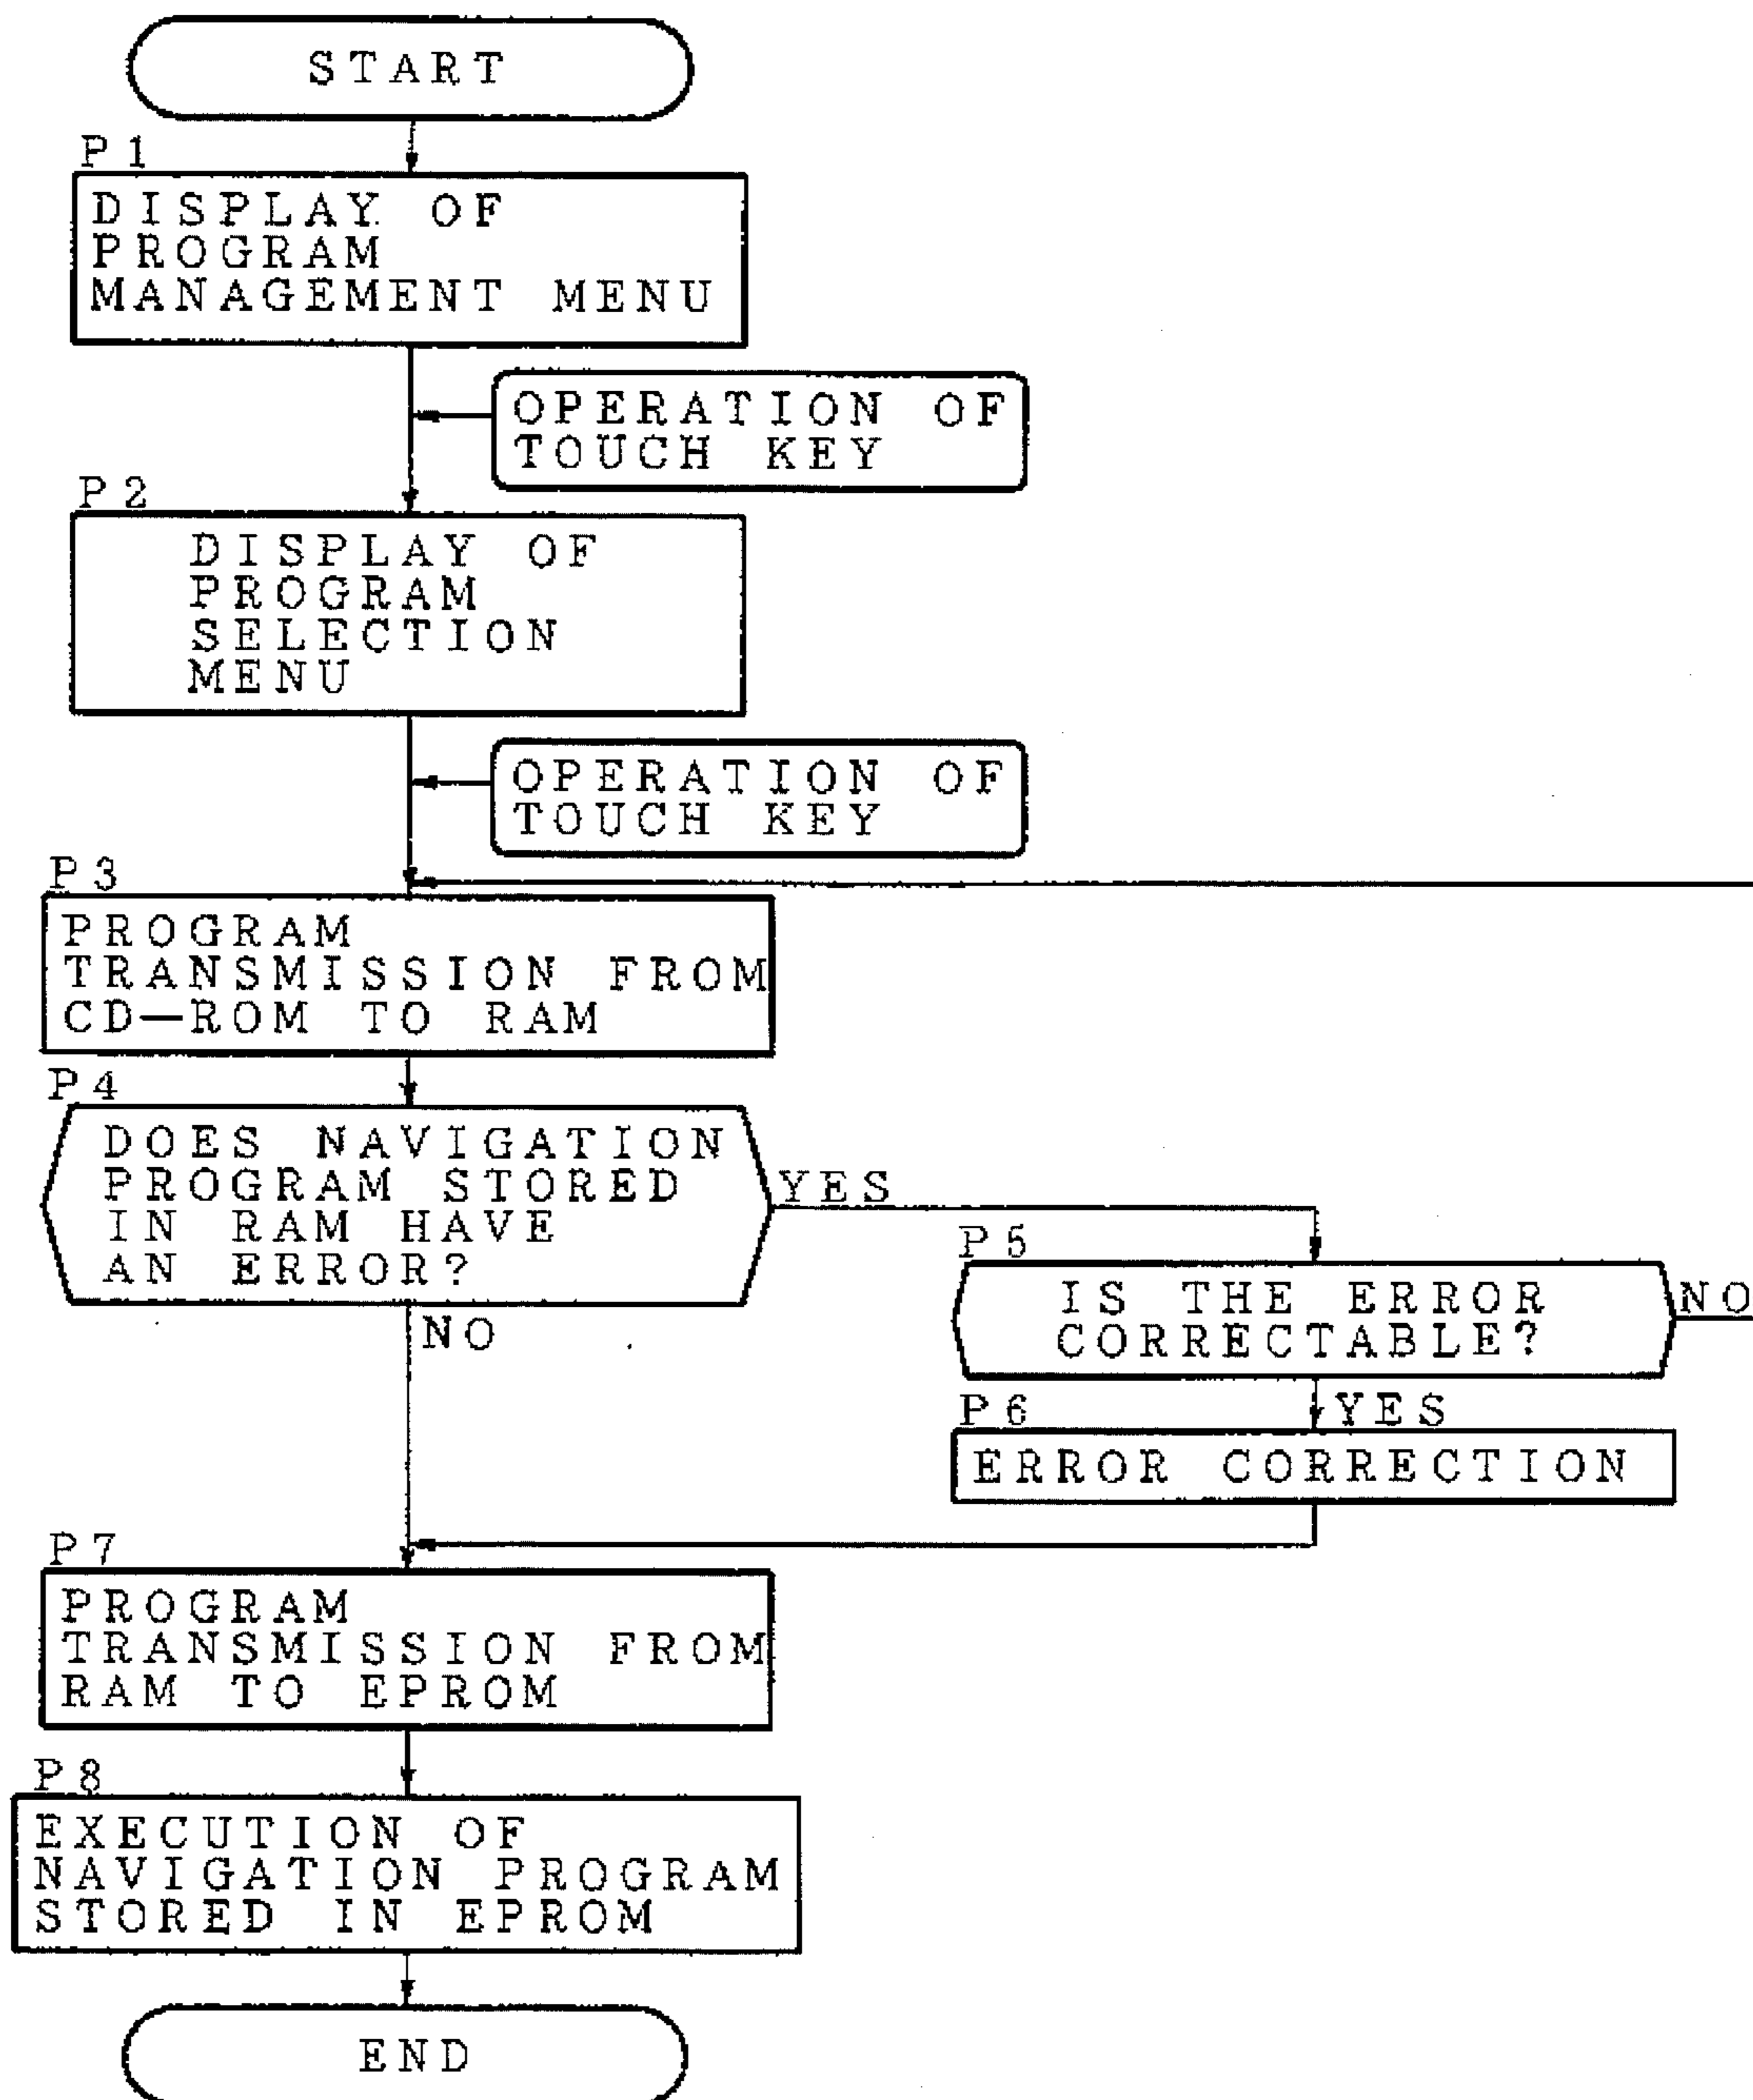 START
P1
DISPLAY OF
PROGRAM
MANAGEMENT MENU
OPERATION OF
TOUCH KEY
P2
DISPLAY OF
PROGRAM
SELECTION
MENU
OPERATION OF
TOUCH KEY
P3
PROGRAM
TRANSMISSION FROM
CD—ROM TO RAM
P4
DOES NAVIGATION
PROGRAM STORED
IN RAM HAVE
AN ERROR?
YES
NO
P5
IS THE ERROR
CORRECTABLE?
NO
YES
P6
ERROR CORRECTION
P7
PROGRAM
TRANSMISSION FROM
RAM TO EPROM
P8
EXECUTION OF
NAVIGATION PROGRAM
STORED IN EPROM
END